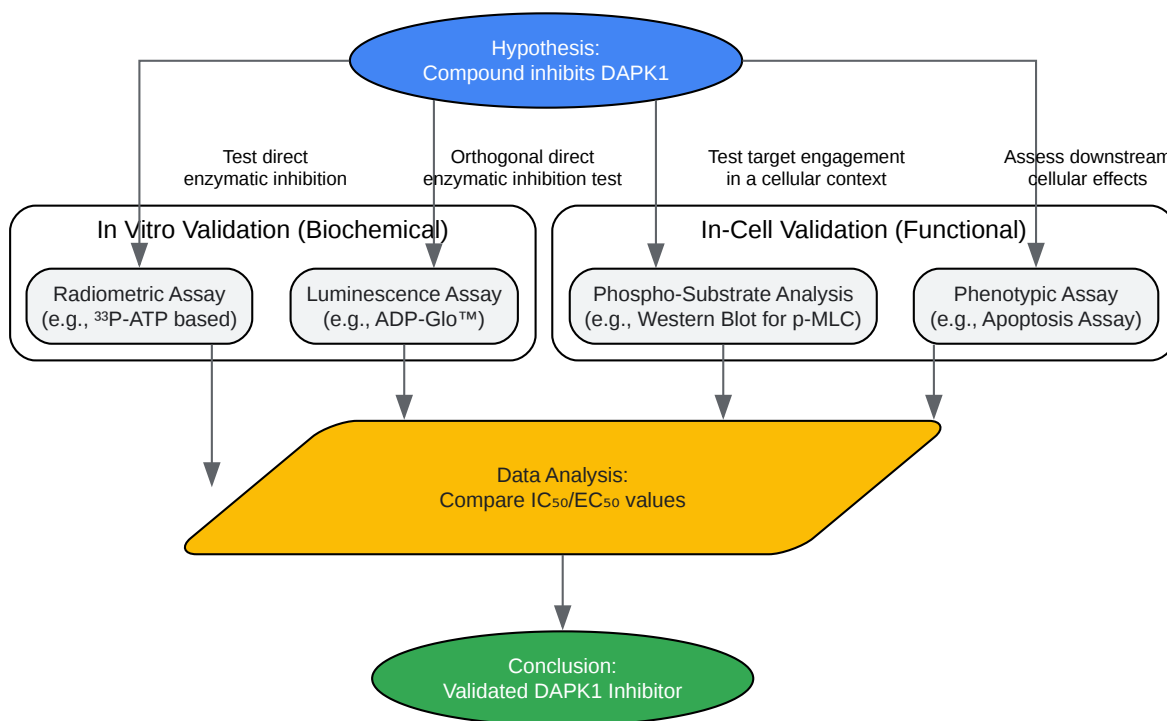 Hypothesis:
Compound inhibits DAPK1
Test direct
enzymatic inhibition
Orthogonal direct
enzymatic inhibition test
Test target engagement
in a cellular context
Assess downstream
cellular effects
In Vitro Validation (Biochemical)
In-Cell Validation (Functional)
Radiometric Assay
(e.g., ³³P-ATP based)
Luminescence Assay
(e.g., ADP-Glo™)
Phospho-Substrate Analysis
(e.g., Western Blot for p-MLC)
Phenotypic Assay
(e.g., Apoptosis Assay)
Data Analysis:
Compare IC₅₀/EC₅₀ values
Conclusion:
Validated DAPK1 Inhibitor